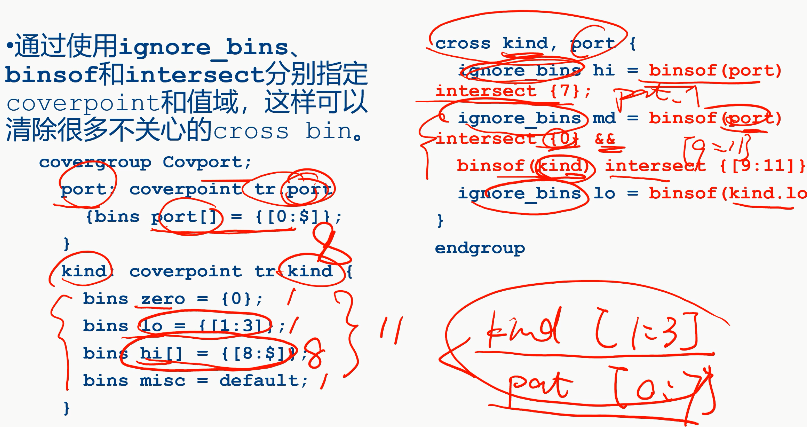 •通过使用ignore_bins、
binsof和intersect分别指定
coverpoint和值域，这样可以
清除很多不关心的cross bin。
covergroup Covport;
port: coverpoint tr.port
{bins port[] = {[0:$]};
}
8
kind: coverpoint tr.kind {
bins zero = {0}; 1
bins lo = {[1:3]}; 1
bins hi[] = {[8:$]}; 8
bins misc = default; 1
}
11
cross kind, port {
ignore_bins hi = binsof(port)
intersect {7}; port.7
ignore_bins md = binsof(port)
intersect {0} &&
[9:11]
binsof(kind) intersect {[9:11]}
ignore_bins lo = binsof(kind.lo
}
endgroup
kind [1:3]
port [0:7]